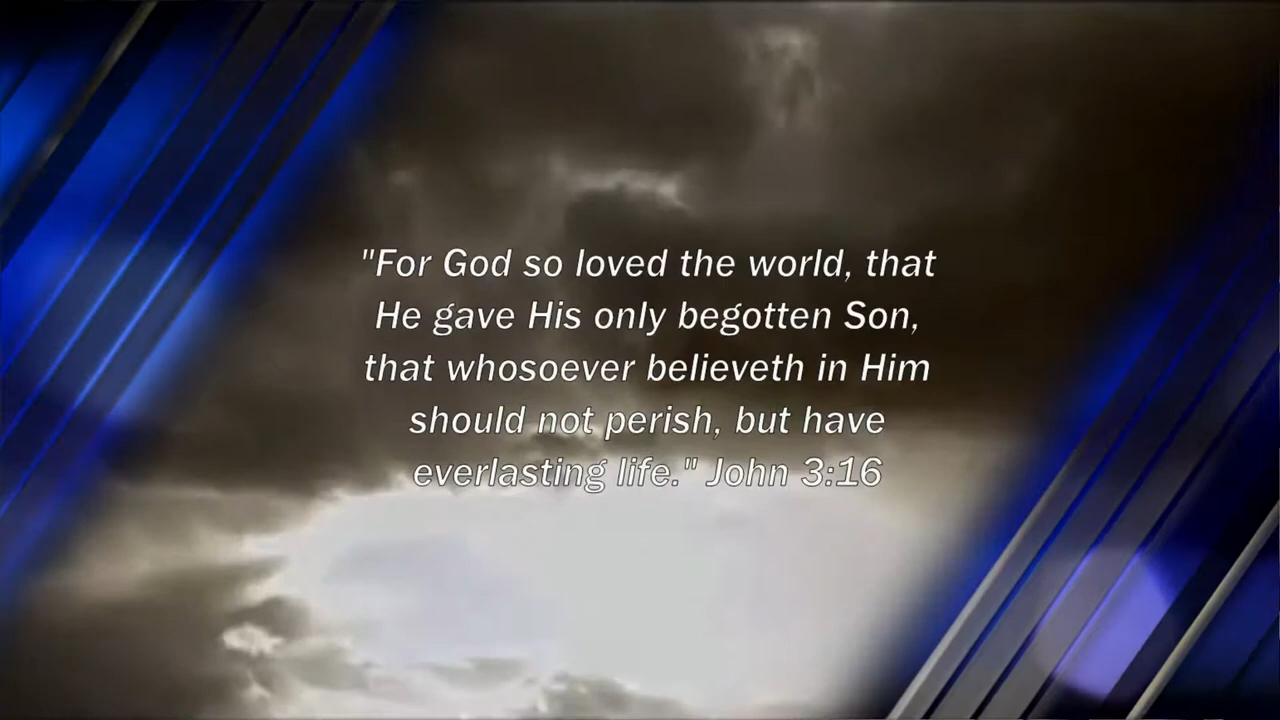 "For God so loved the world, that
He gave His only begotten Son,
that whosoever believeth in Him
should not perish, but have
everlasting life." John 3:16